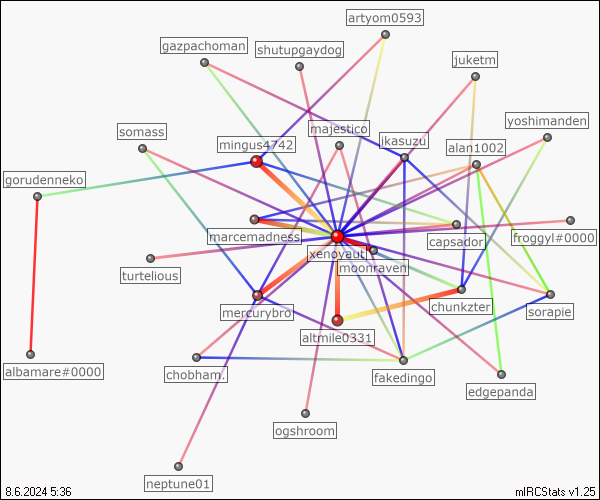 artyom0593
gazpachoman
shutupgaydog
juketm
yoshimanden
somass
majestico
mingus4742
ikasuzu
alan1002
gorudenneko
marcemadness
capsador
froggyl#0000
xenovaut
moonraven
turtelious
mercurybro
chunkzter
sorapie
altmile0331
albamare#0000
chobham.
fakedingo
edgepanda
ogshroom
neptune01
8.6.2024 5:36
mIRCStats v1.25